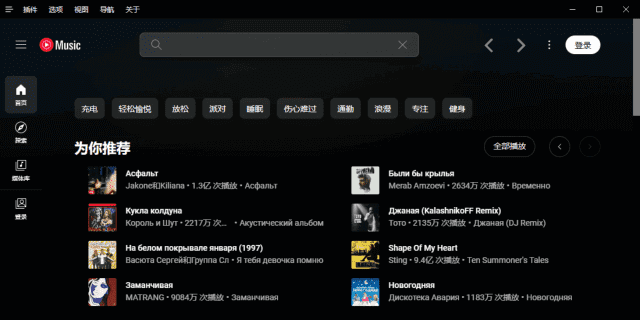 插件 选项 视图 导航 关于
Music
登录
首页
探索
媒体库
登录
充电 轻松愉悦 放松 派对 睡眠 伤心难过 通勤 浪漫 专注 健身
为你推荐
全部播放
Асфальт
Jakone和Kiliana • 1.3亿 次播放 • Асфальт
Кукла колдуна
Король и Шут • 2217万 次... • Акустический альбом
На белом покрывале января (1997)
Васюта Сергей和Группа Сл • Я тебя девочка помню
Заманчивая
MATRANG • 9084万 次播放 • Заманчивая
Были бы крылья
Merab Amzoevi • 2634万 次播放 • Временно
Джаная (KalashnikoFF Remix)
Тото • 2135万 次播放 • Джаная (DJ Remix)
Shape Of My Heart
Sting • 9.4亿 次播放 • Ten Summoner's Tales
Новогодняя
Дискотека Авария • 1183万 次播放 • Новогодняя